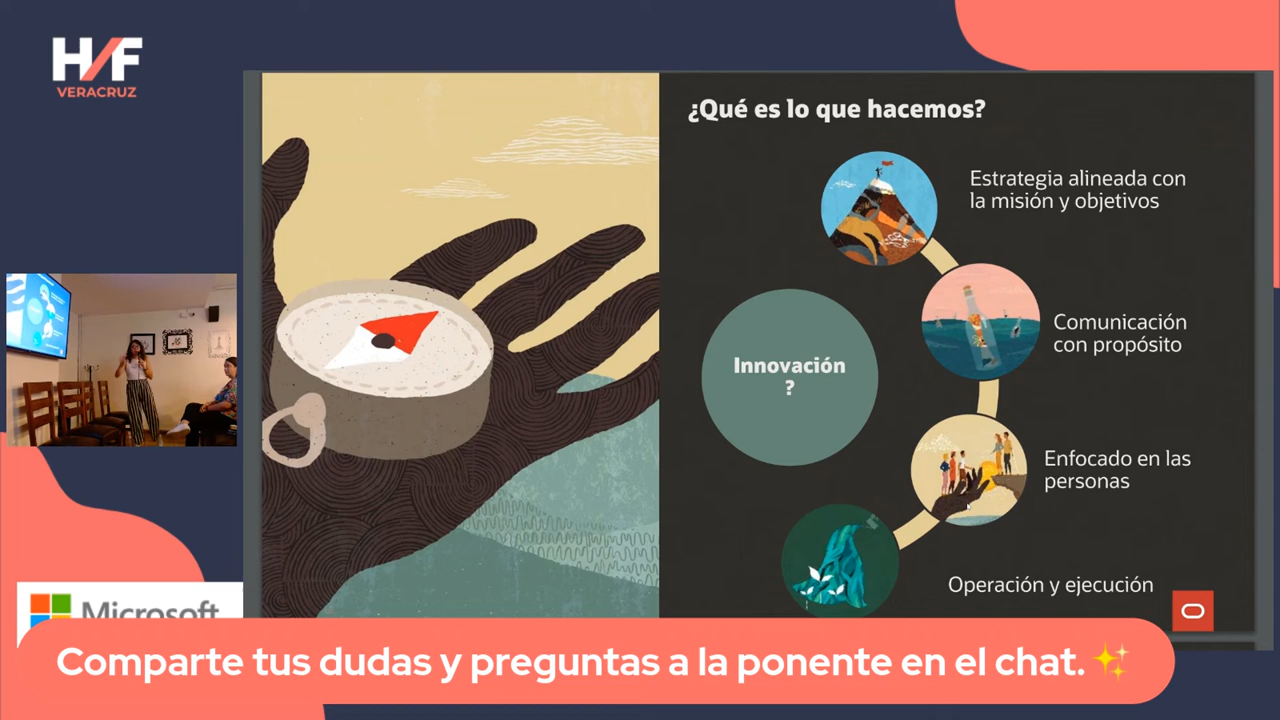 H/F
VERACRUZ
¿Qué es lo que hacemos?
Estrategia alineada con
la misión y objetivos
Comunicación
con propósito
Innovación
?
Enfocado en las
personas
Operación y ejecución
Microsoft
Comparte tus dudas y preguntas a la ponente en el chat.✨